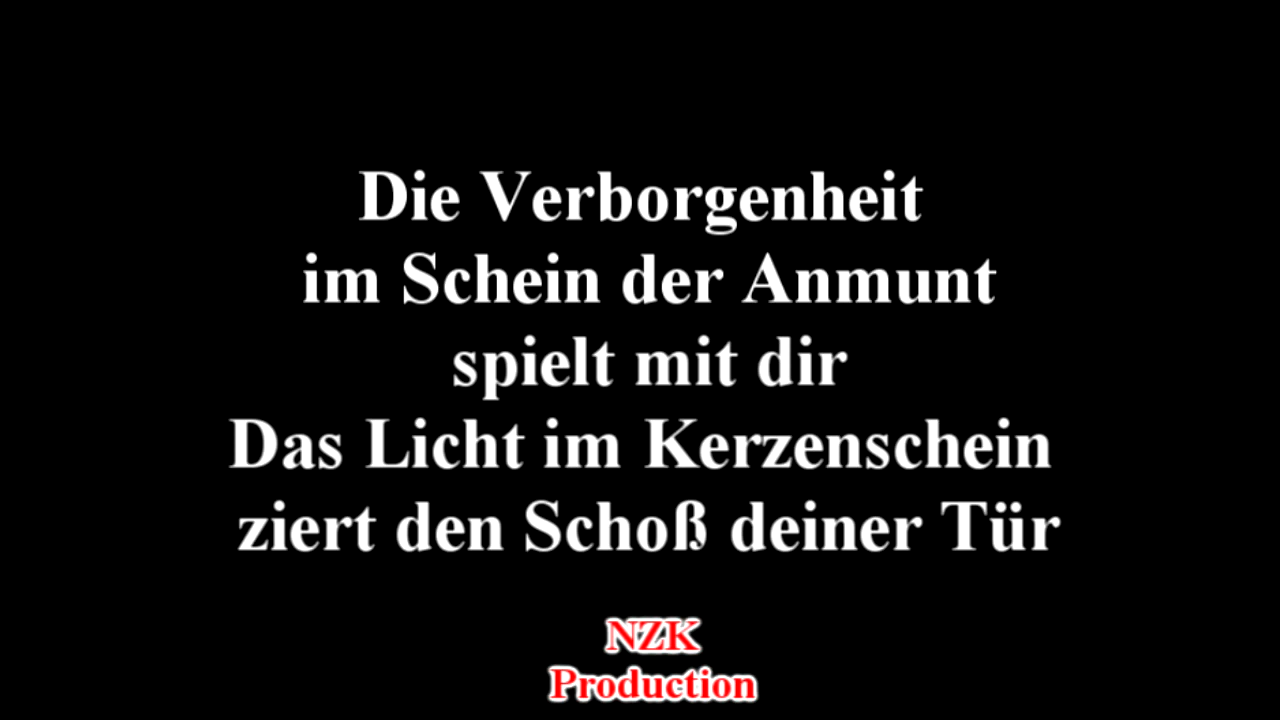 Die Verborgenheit
im Schein der Anmunt
spielt mit dir
Das Licht im Kerzenschein
ziert den Schoß deiner Tür
NZK
Production